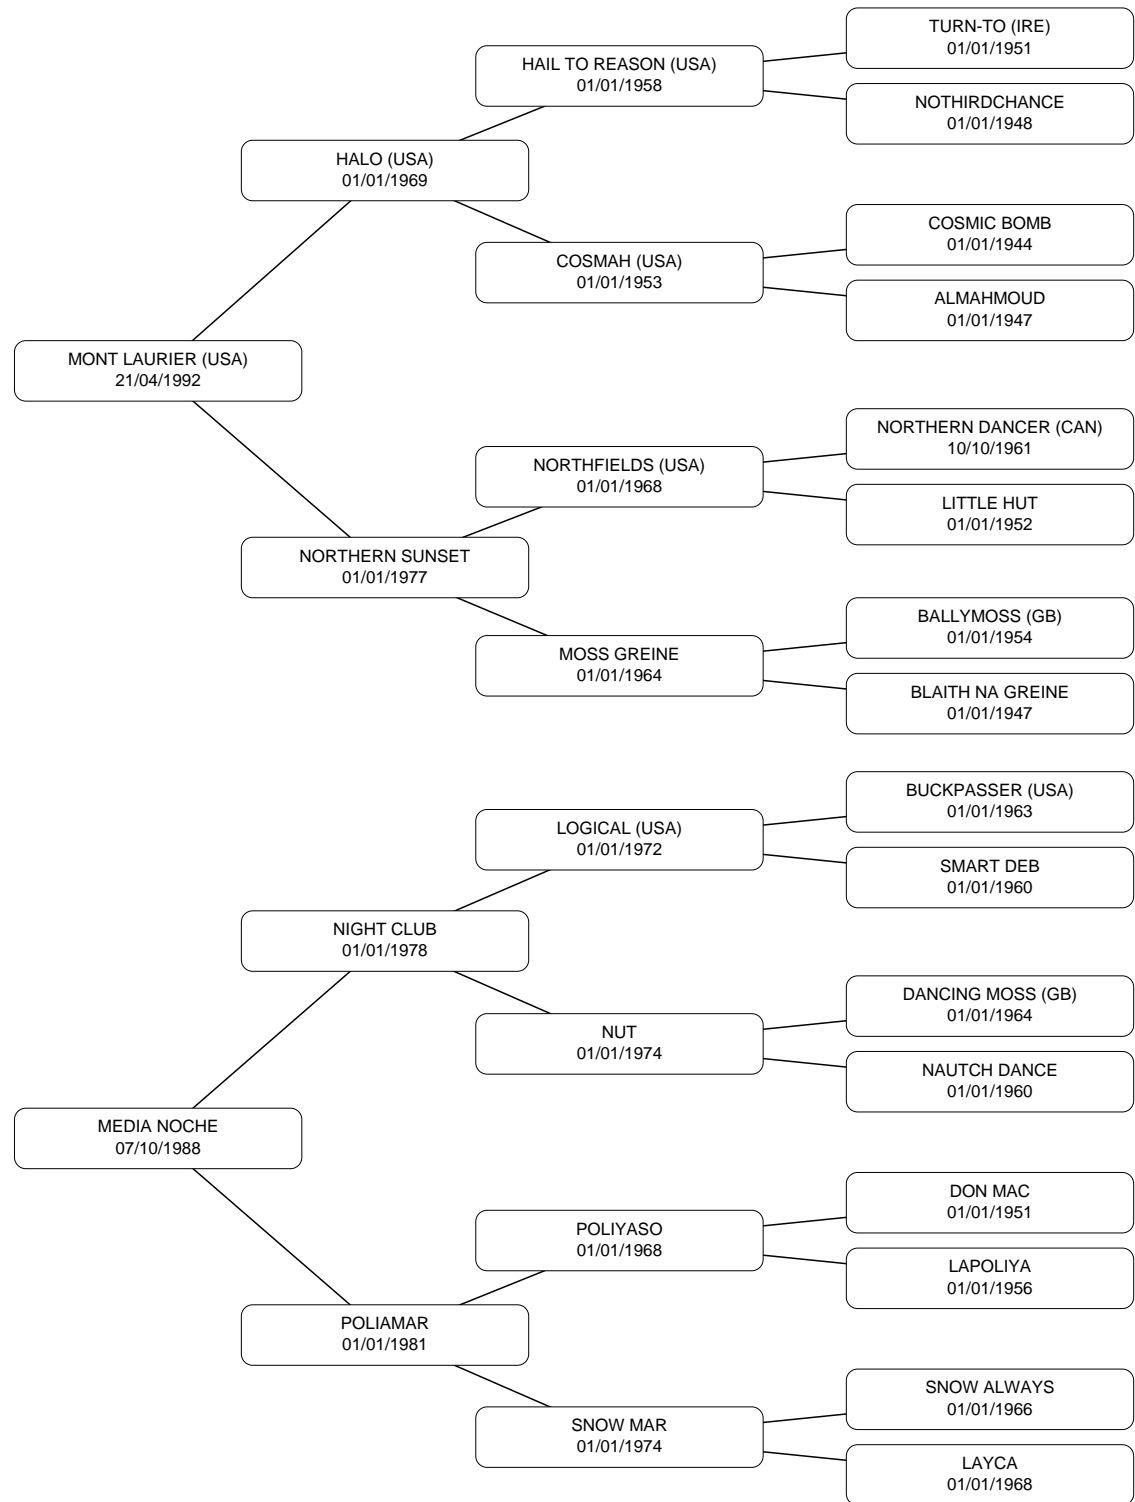 TURN-TO (IRE)
01/01/1951
HAIL TO REASON (USA)
01/01/1958
NOTHIRDCHANCE
01/01/1948
HALO (USA)
01/01/1969
COSMIC BOMB
01/01/1944
COSMAH (USA)
01/01/1953
ALMAHMOUD
01/01/1947
MONT LAURIER (USA)
21/04/1992
NORTHERN DANCER (CAN)
10/10/1961
NORTHFIELDS (USA)
01/01/1968
LITTLE HUT
01/01/1952
NORTHERN SUNSET
01/01/1977
BALLYMOSS (GB)
01/01/1954
MOSS GREINE
01/01/1964
BLAITH NA GREINE
01/01/1947
BUCKPASSER (USA)
01/01/1963
LOGICAL (USA)
01/01/1972
SMART DEB
01/01/1960
NIGHT CLUB
01/01/1978
DANCING MOSS (GB)
01/01/1964
NUT
01/01/1974
NAUTCH DANCE
01/01/1960
MEDIA NOCHE
07/10/1988
DON MAC
01/01/1951
POLIYASO
01/01/1968
LAPOLIYA
01/01/1956
POLIAMAR
01/01/1981
SNOW ALWAYS
01/01/1966
SNOW MAR
01/01/1974
LAYCA
01/01/1968